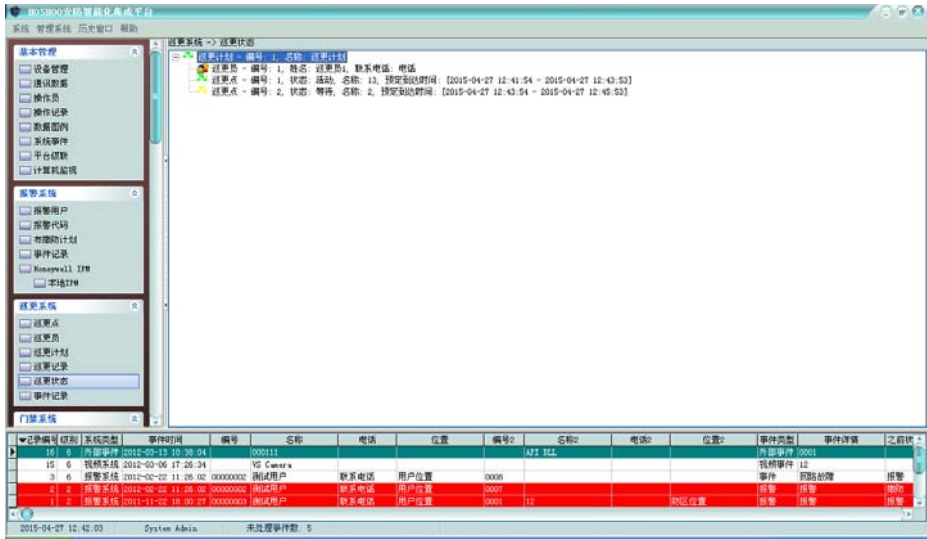 HOSBOO安防智能化集成平台
系统 管理系统 历史窗口 帮助
基本管理
设备管理
通讯数据
操作员
操作记录
数据图例
系统事件
平台级联
计算机监视
报警系统
报警用户
报警代码
布撤防计划
事件记录
Honeywell IPM
本地IPM
巡更系统
巡更点
巡更员
巡更计划
巡更记录
巡更状态
事件记录
门禁系统
巡更系统 -> 巡更状态
巡更计划 - 编号: 1, 名称: 巡更计划
巡更员 - 编号: 1, 姓名: 巡更员1, 联系电话: 电话
巡更点 - 编号: 1, 状态: 活动, 名称: 13, 预定到达时间: [2015-04-27 12:41:54 - 2015-04-27 12:43:53]
巡更点 - 编号: 2, 状态: 等待, 名称: 2, 预定到达时间: [2015-04-27 12:43:54 - 2015-04-27 12:45:53]
记录编号 级别 系统类型 事件时间 编号 名称 电话 位置 编号2 名称2 电话2 位置2 事件类型 事件详情 之前状
16 6 外部事件 2012-03-13 10:38:04 000111 API DLL 外部事件 0001
15 6 视频系统 2012-03-06 17:26:34 VS Camera 视频事件 12
3 6 报警系统 2012-02-22 11:26:02 00000002 测试用户 联系电话 用户位置 0008 事件 回路故障 报警
2 2 报警系统 2012-02-22 11:26:02 00000002 测试用户 联系电话 用户位置 0007 报警 报警 撤防
1 2 报警系统 2011-11-22 18:00:27 00000003 测试用户 联系电话 用户位置 0001 12 防区位置 报警 报警 报警
2015-04-27 12:42:03 System Admin 未处理事件数: 5